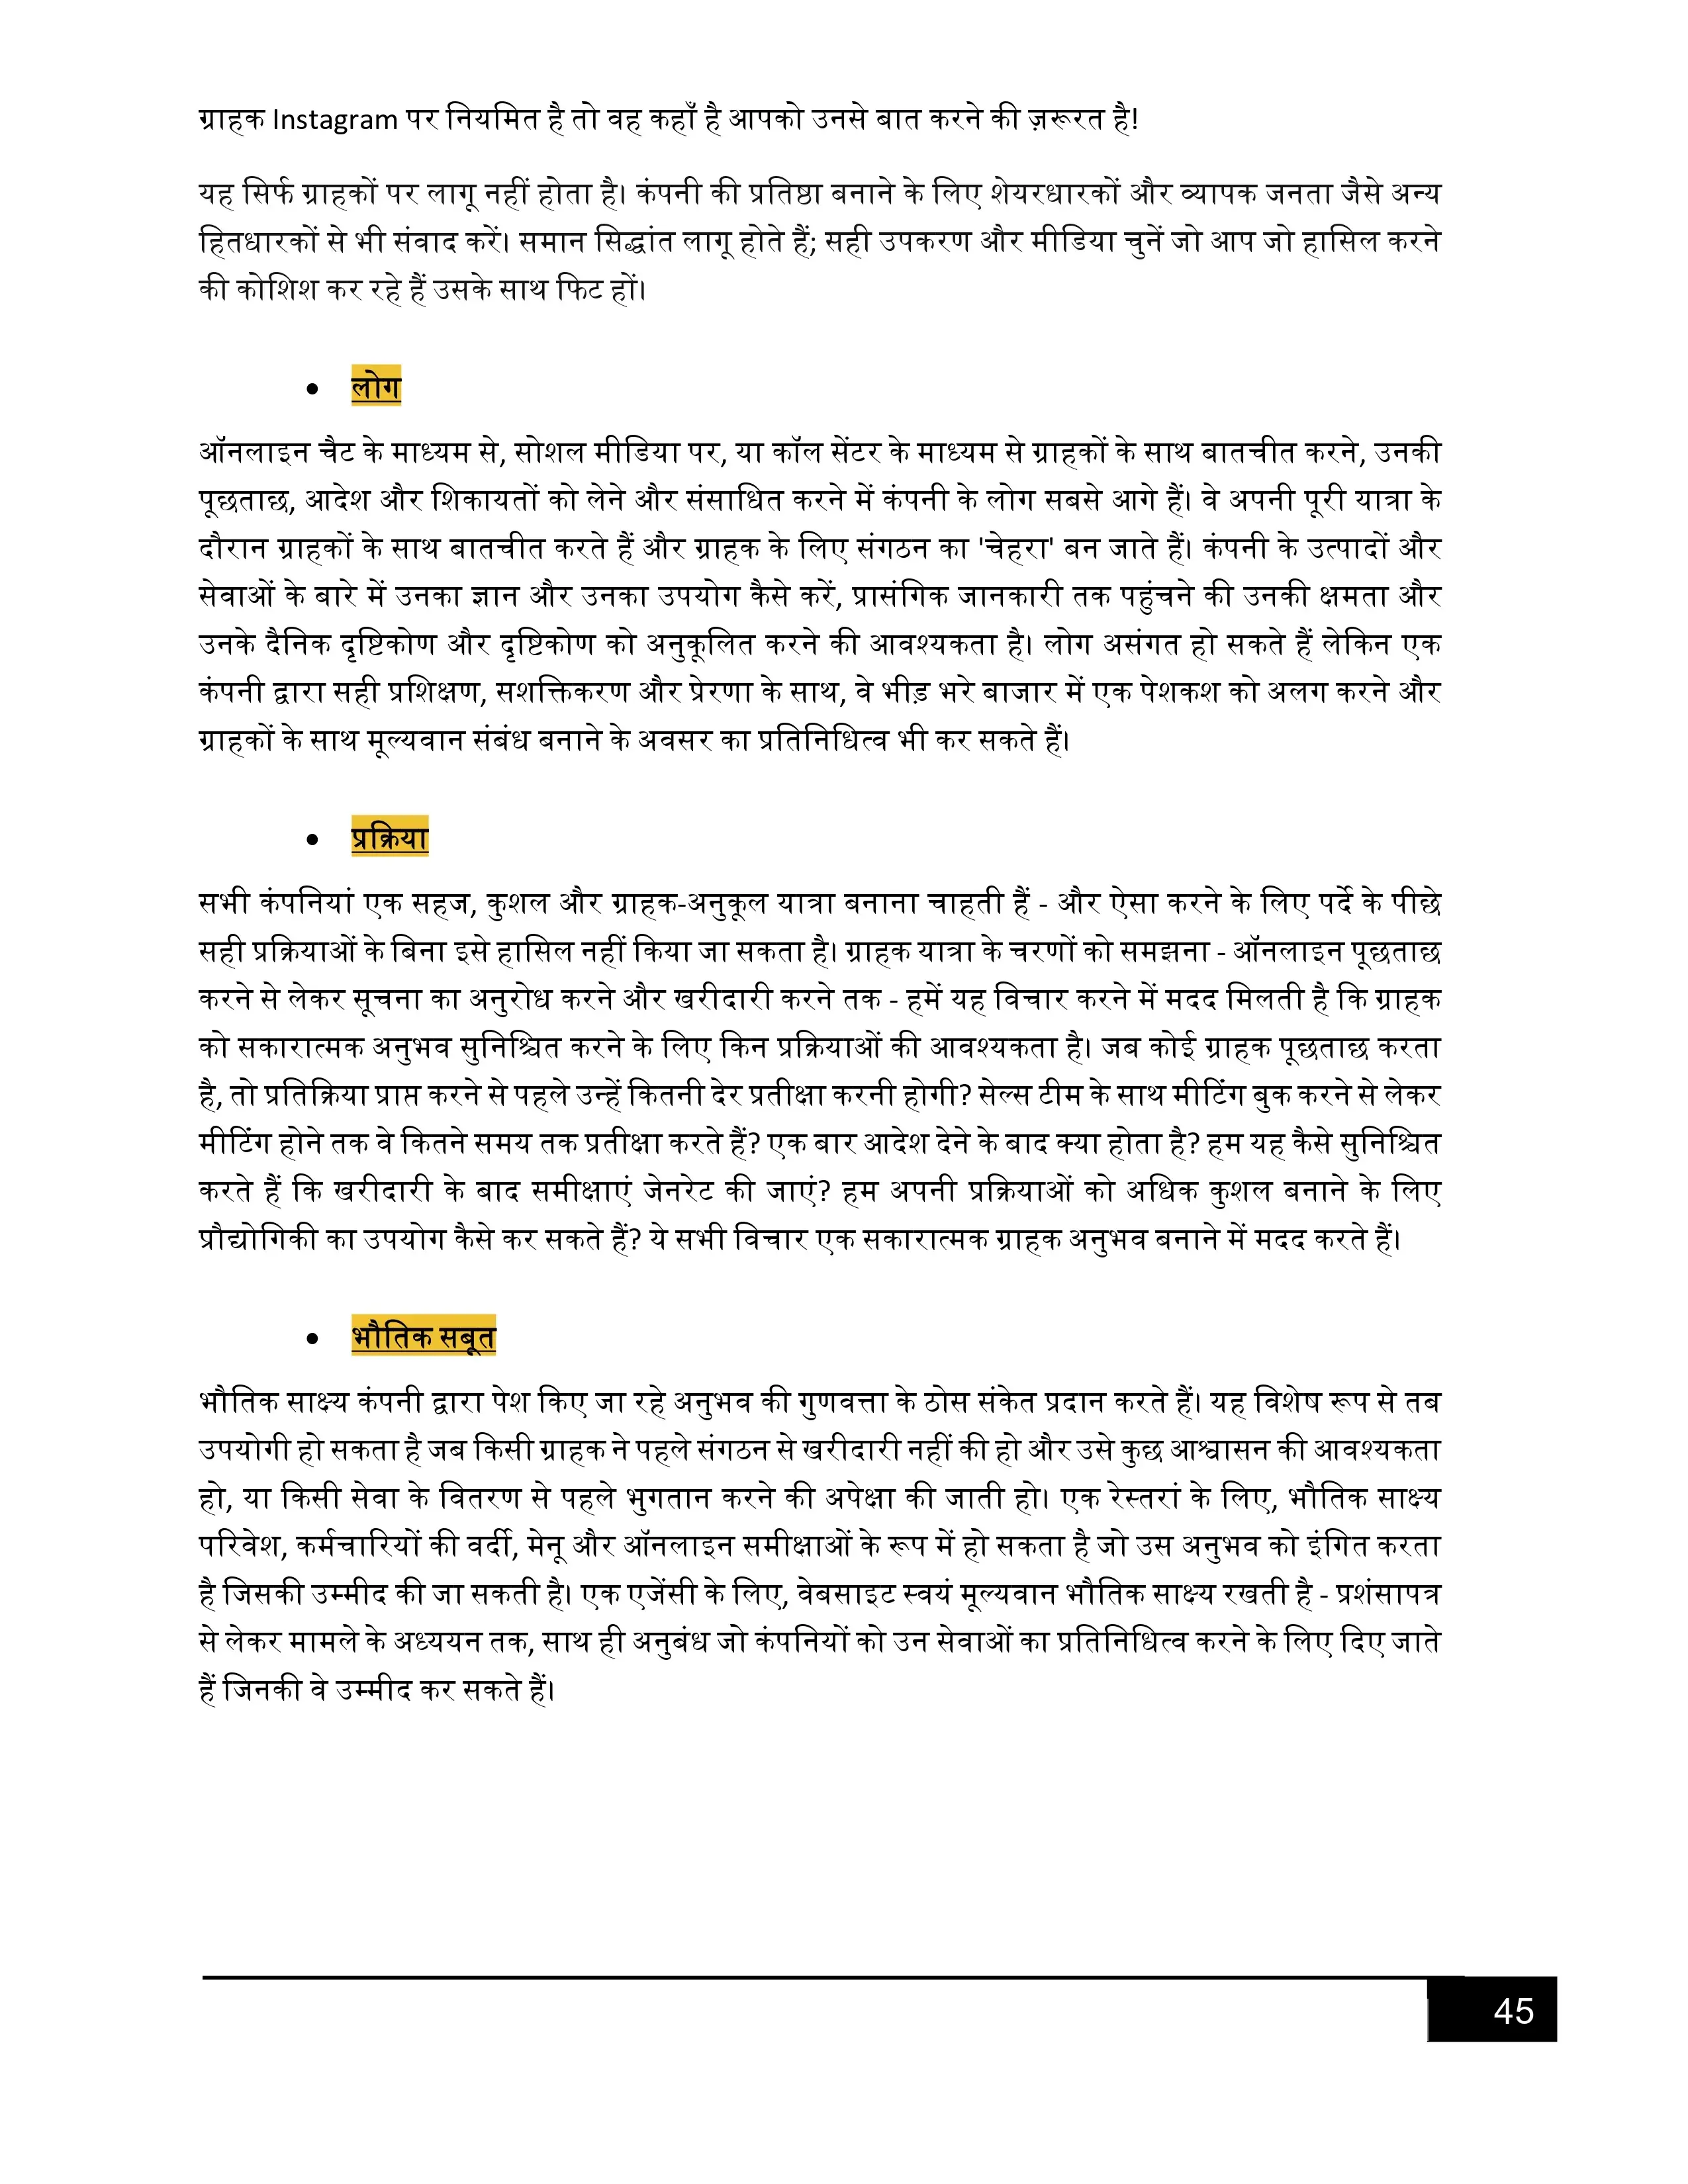 ग्राहक Instagram पर नियमित है तो वह कहाँ है आपको उनसे बात करने की ज़रूरत है!
यह सिर्फ ग्राहकों पर लागू नहीं होता है। कंपनी की प्रतिष्ठा बनाने के लिए शेयरधारकों और व्यापक जनता जैसे अन्य
हितधारकों से भी संवाद करें। समान सिद्धांत लागू होते हैं; सही उपकरण और मीडिया चुनें जो आप जो हासिल करने
की कोशिश कर रहे हैं उसके साथ फिट हों।
• लोग
ऑनलाइन चैट के माध्यम से, सोशल मीडिया पर, या कॉल सेंटर के माध्यम से ग्राहकों के साथ बातचीत करने, उनकी
पूछताछ, आदेश और शिकायतों को लेने और संसाधित करने में कंपनी के लोग सबसे आगे हैं। वे अपनी पूरी यात्रा के
दौरान ग्राहकों के साथ बातचीत करते हैं और ग्राहक के लिए संगठन का 'चेहरा' बन जाते हैं। कंपनी के उत्पादों और
सेवाओं के बारे में उनका ज्ञान और उनका उपयोग कैसे करें, प्रासंगिक जानकारी तक पहुंचने की उनकी क्षमता और
उनके दैनिक दृष्टिकोण और दृष्टिकोण को अनुकूलित करने की आवश्यकता है। लोग असंगत हो सकते हैं लेकिन एक
कंपनी द्वारा सही प्रशिक्षण, सशक्तिकरण और प्रेरणा के साथ, वे भीड़ भरे बाजार में एक पेशकश को अलग करने और
ग्राहकों के साथ मूल्यवान संबंध बनाने के अवसर का प्रतिनिधित्व भी कर सकते हैं।
• प्रक्रिया
सभी कंपनियां एक सहज, कुशल और ग्राहक-अनुकूल यात्रा बनाना चाहती हैं - और ऐसा करने के लिए पर्दे के पीछे
सही प्रक्रियाओं के बिना इसे हासिल नहीं किया जा सकता है। ग्राहक यात्रा के चरणों को समझना - ऑनलाइन पूछताछ
करने से लेकर सूचना का अनुरोध करने और खरीदारी करने तक - हमें यह विचार करने में मदद मिलती है कि ग्राहक
को सकारात्मक अनुभव सुनिश्चित करने के लिए किन प्रक्रियाओं की आवश्यकता है। जब कोई ग्राहक पूछताछ करता
है, तो प्रतिक्रिया प्राप्त करने से पहले उन्हें कितनी देर प्रतीक्षा करनी होगी? सेल्स टीम के साथ मीटिंग बुक करने से लेकर
मीटिंग होने तक वे कितने समय तक प्रतीक्षा करते हैं? एक बार आदेश देने के बाद क्या होता है? हम यह कैसे सुनिश्चित
करते हैं कि खरीदारी के बाद समीक्षाएं जेनरेट की जाएं? हम अपनी प्रक्रियाओं को अधिक कुशल बनाने के लिए
प्रौद्योगिकी का उपयोग कैसे कर सकते हैं? ये सभी विचार एक सकारात्मक ग्राहक अनुभव बनाने में मदद करते हैं।
• भौतिक सबूत
भौतिक साक्ष्य कंपनी द्वारा पेश किए जा रहे अनुभव की गुणवत्ता के ठोस संकेत प्रदान करते हैं। यह विशेष रूप से तब
उपयोगी हो सकता है जब किसी ग्राहक ने पहले संगठन से खरीदारी नहीं की हो और उसे कुछ आश्वासन की आवश्यकता
हो, या किसी सेवा के वितरण से पहले भुगतान करने की अपेक्षा की जाती हो। एक रेस्तरां के लिए, भौतिक साक्ष्य
परिवेश, कर्मचारियों की वर्दी, मेनू और ऑनलाइन समीक्षाओं के रूप में हो सकता है जो उस अनुभव को इंगित करता
है जिसकी उम्मीद की जा सकती है। एक एजेंसी के लिए, वेबसाइट स्वयं मूल्यवान भौतिक साक्ष्य रखती है - प्रशंसापत्र
से लेकर मामले के अध्ययन तक, साथ ही अनुबंध जो कंपनियों को उन सेवाओं का प्रतिनिधित्व करने के लिए दिए जाते
हैं जिनकी वे उम्मीद कर सकते हैं।
45